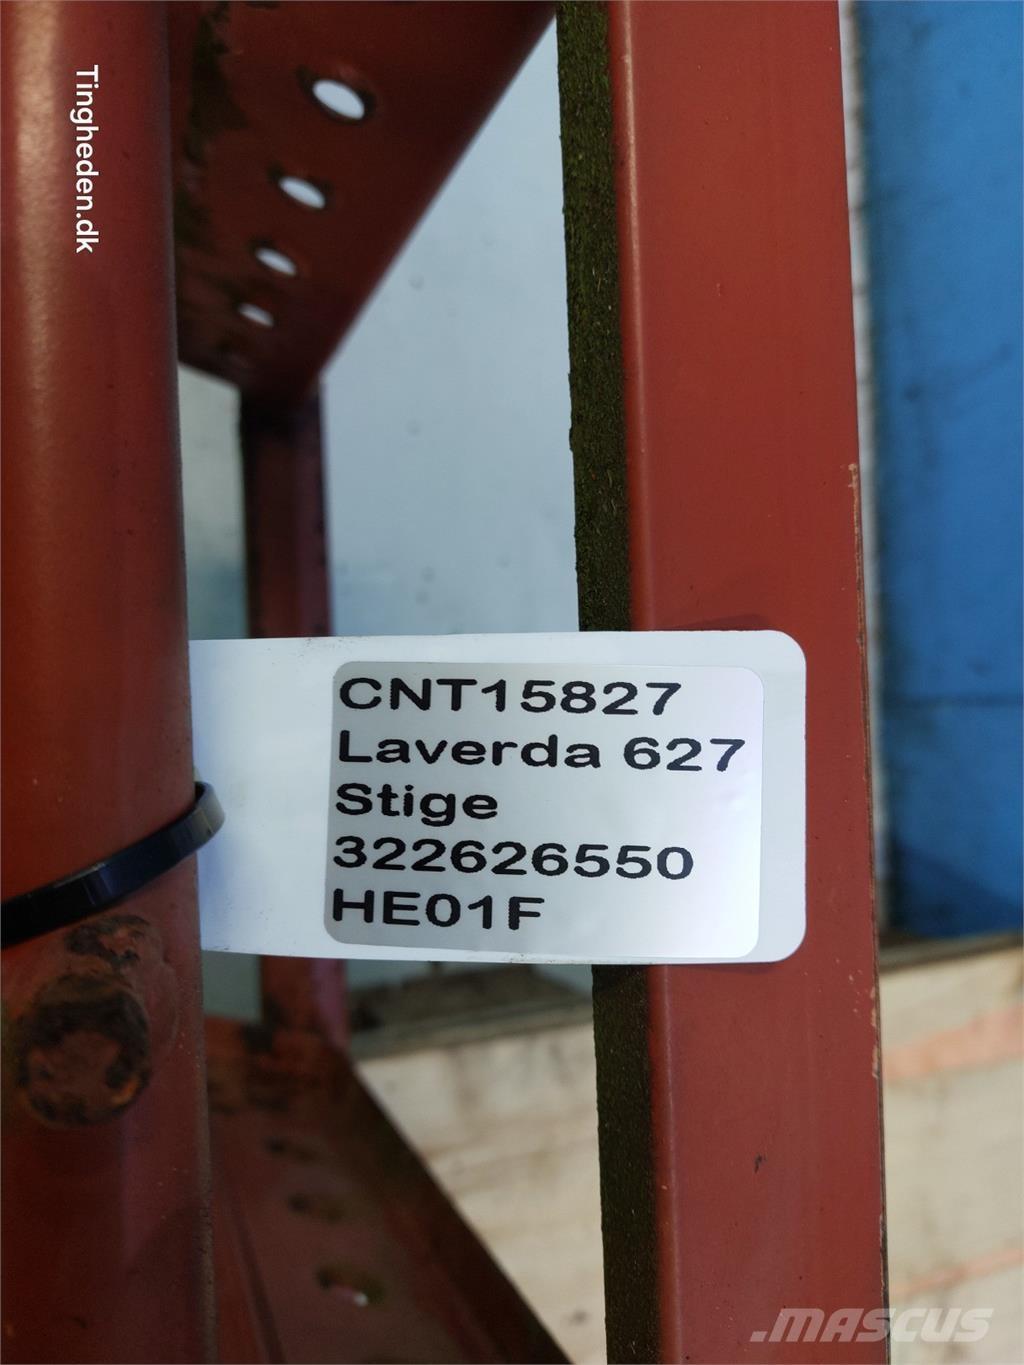 Tingheden.dk
CNT15827
Laverda 627
Stige
322626550
HE01F
.MASCUS